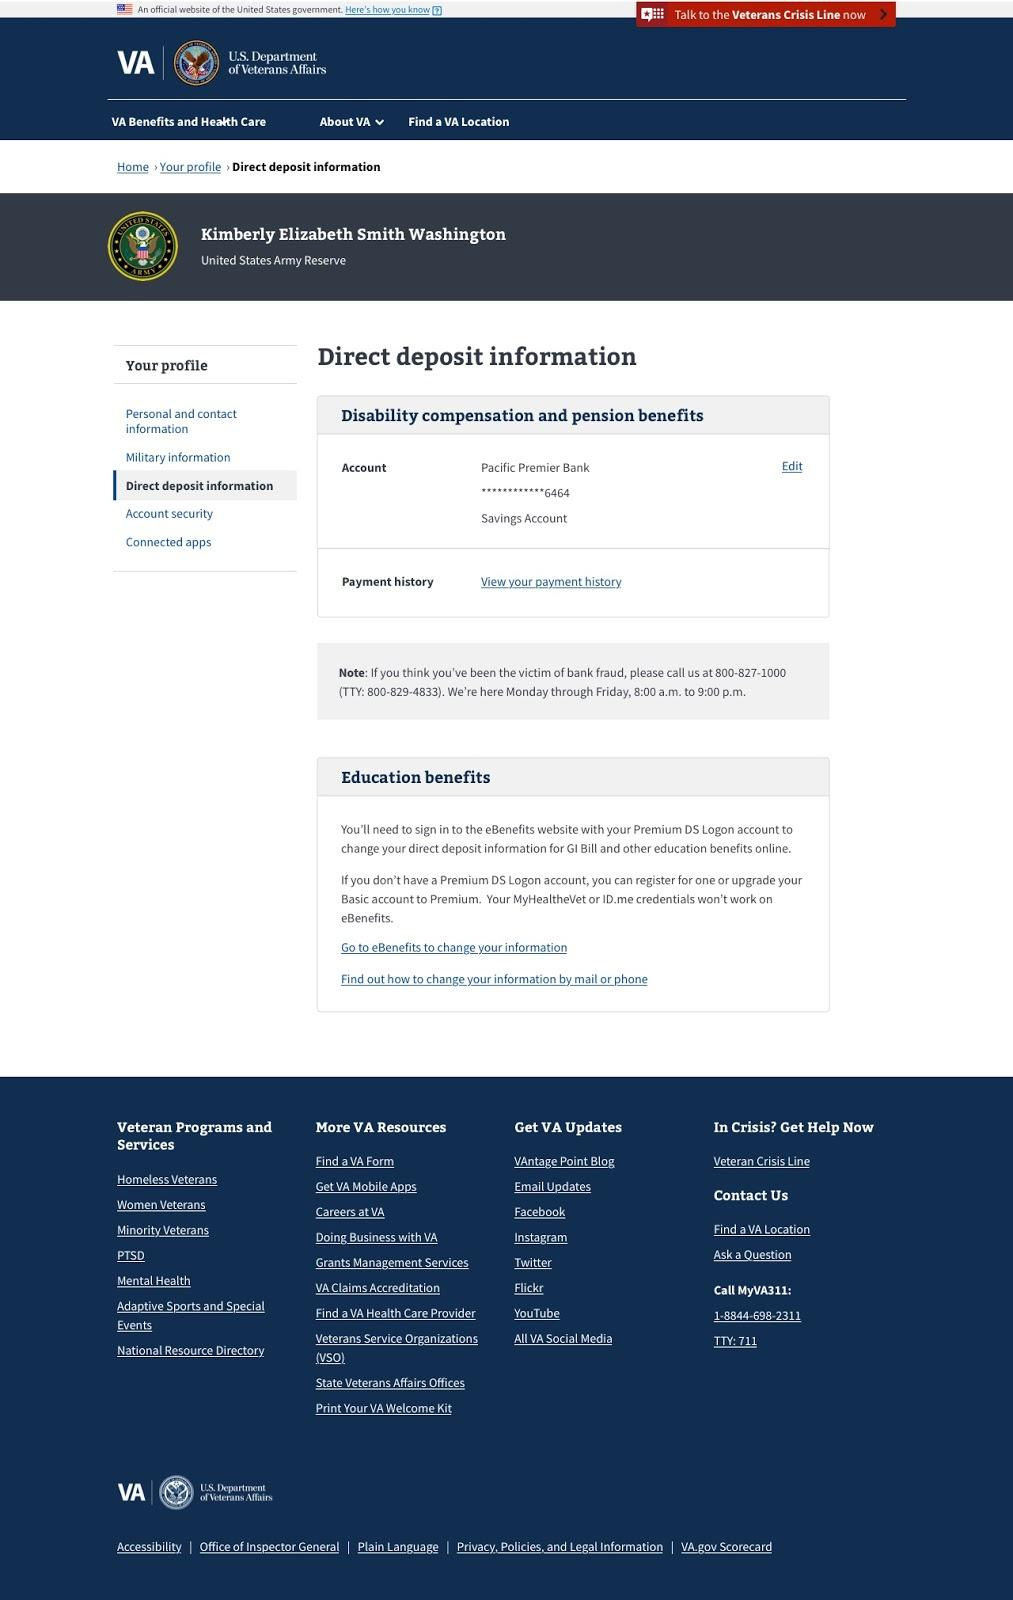 An official website of the United States government. Here's how you know
Talk to the Veterans Crisis Line now
VA
U.S. Department
of Veterans Affairs
VA Benefits and Health Care
About VA
Find a VA Location
Home › Your profile › Direct deposit information
UNITED STATES
ARMY
Kimberly Elizabeth Smith Washington
United States Army Reserve
Your profile
Personal and contact
information
Military information
Direct deposit information
Account security
Connected apps
Direct deposit information
Disability compensation and pension benefits
Account
Pacific Premier Bank
Edit
************6464
Savings Account
Payment history
View your payment history
Note: If you think you've been the victim of bank fraud, please call us at 800-827-1000
(TTY: 800-829-4833). We're here Monday through Friday, 8:00 a.m. to 9:00 p.m.
Education benefits
You'll need to sign in to the eBenefits website with your Premium DS Logon account to
change your direct deposit information for GI Bill and other education benefits online.
If you don't have a Premium DS Logon account, you can register for one or upgrade your
Basic account to Premium. Your MyHealtheVet or ID.me credentials won't work on
eBenefits.
Go to eBenefits to change your information
Find out how to change your information by mail or phone
Veteran Programs and
Services
Homeless Veterans
Women Veterans
Minority Veterans
PTSD
Mental Health
Adaptive Sports and Special
Events
National Resource Directory
More VA Resources
Find a VA Form
Get VA Mobile Apps
Careers at VA
Doing Business with VA
Grants Management Services
VA Claims Accreditation
Find a VA Health Care Provider
Veterans Service Organizations
(VSO)
State Veterans Affairs Offices
Print Your VA Welcome Kit
Get VA Updates
VAntage Point Blog
Email Updates
Facebook
Instagram
Twitter
Flickr
YouTube
All VA Social Media
In Crisis? Get Help Now
Veteran Crisis Line
Contact Us
Find a VA Location
Ask a Question
Call MyVA311:
1-8844-698-2311
TTY: 711
VA
U.S. Department
of Veterans Affairs
Accessibility | Office of Inspector General | Plain Language | Privacy, Policies, and Legal Information | VA.gov Scorecard